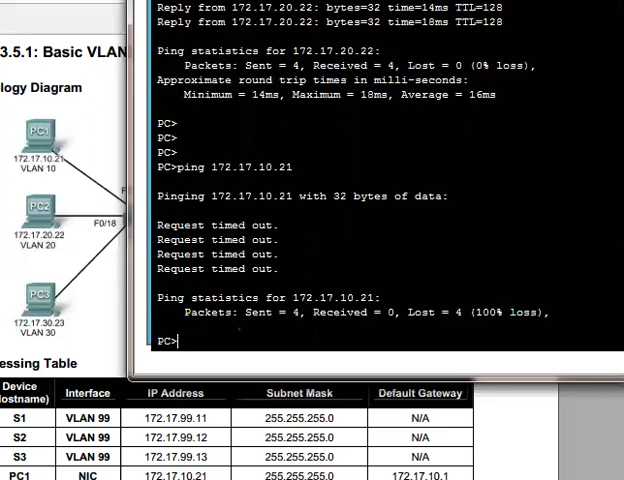 3.5.1: Basic VLAN
logy Diagram
PC1
172.17.10.21
VLAN 10
PC2
172.17.20.22
VLAN 20
F0/18
PC3
172.17.30.23
VLAN 30
Reply from 172.17.20.22: bytes=32 time=14ms TTL=128
Reply from 172.17.20.22: bytes=32 time=18ms TTL=128
Ping statistics for 172.17.20.22:
Packets: Sent = 4, Received = 4, Lost = 0 (0% loss),
Approximate round trip times in milli-seconds:
Minimum = 14ms, Maximum = 18ms, Average = 16ms
PC>
PC>
PC>
PC>ping 172.17.10.21
Pinging 172.17.10.21 with 32 bytes of data:
Request timed out.
Request timed out.
Request timed out.
Request timed out.
Ping statistics for 172.17.10.21:
Packets: Sent = 4, Received = 0, Lost = 4 (100% loss),
PC>
essing Table
Device Interface IP Address Subnet Mask Default Gateway
Hostname)
S1 VLAN 99 172.17.99.11 255.255.255.0 N/A
S2 VLAN 99 172.17.99.12 255.255.255.0 N/A
S3 VLAN 99 172.17.99.13 255.255.255.0 N/A
PC1 NIC 172.17.10.21 255.255.255.0 172.17.10.1